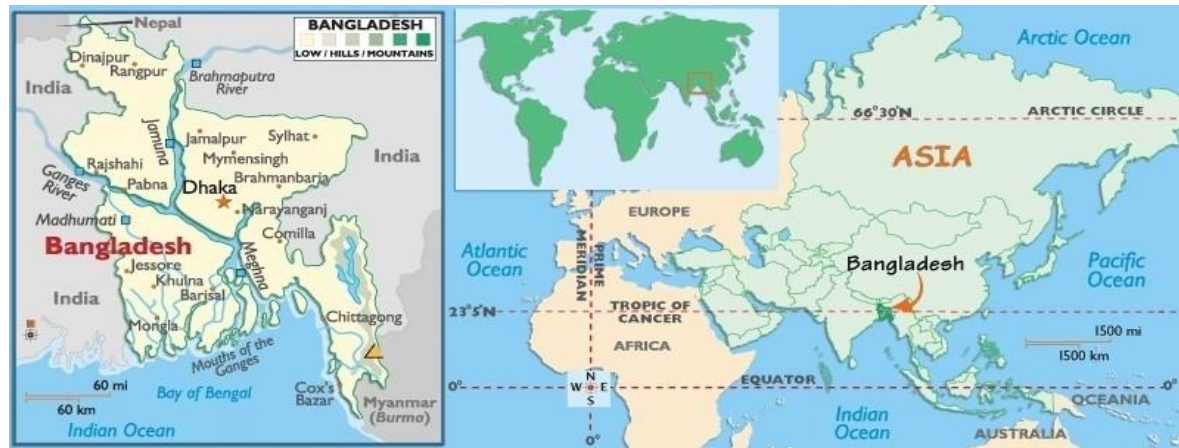 Nepal
BANGLADESH
LOW / HILLS / MOUNTAINS
Dinajpur
Rangpur
India
Brahmaputra
River
Jamuna
Jamalpur
Sylhat
Mymensingh
India
Rajshahi
Brahmanbaria
Ganges
River
Pabna
Dhaka
Madhumati
Narayanganj
Comilla
Bangladesh
Meghna
Jessore
Khulna
India
Barisal
Mongla
Chittagong
Mouths of the
Ganges
60 mi
60 km
Bay of Bengal
Cox's
Bazar
Myanmar
(Burma)
Indian Ocean
Arctic Ocean
66°30'N
ARCTIC CIRCLE
ASIA
EUROPE
Atlantic
Ocean
PRIME
MERIDIAN
Bangladesh
Pacific
Ocean
23°5'N
TROPIC OF
CANCER
AFRICA
1500 mi
1500 km
EQUATOR
0°
N
W E
S
0°
0°
OCEANIA
Indian
Ocean
AUSTRALIA